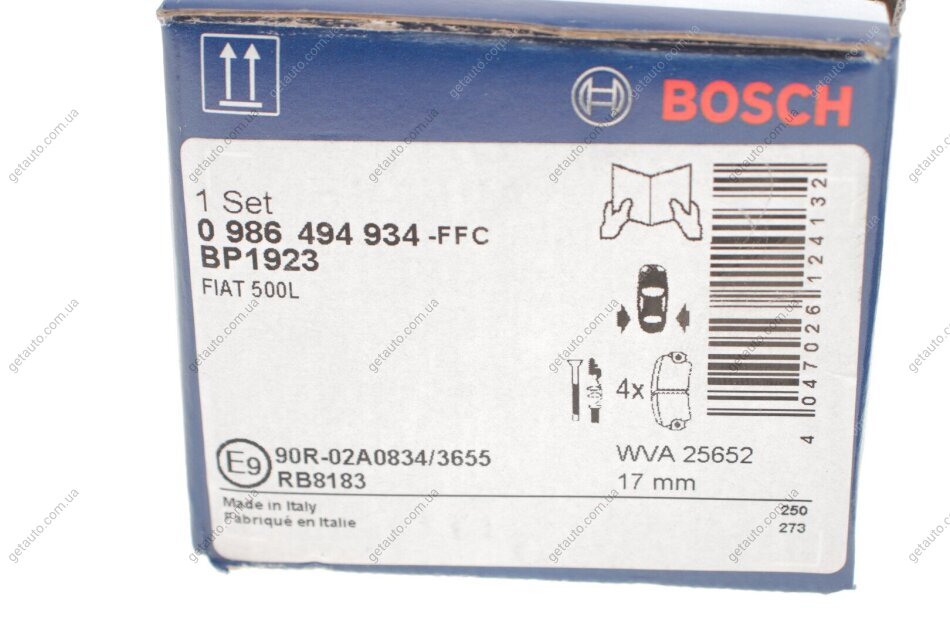 BOSCH
1 Set
0 986 494 934 -FFC
BP1923
FIAT 500L
4x
4 047026 124132
E9
90R-02A0834/3655
RB8183
WVA 25652
17 mm
Made in Italy
Fabriqué en Italie
250
273
getauto.com.ua